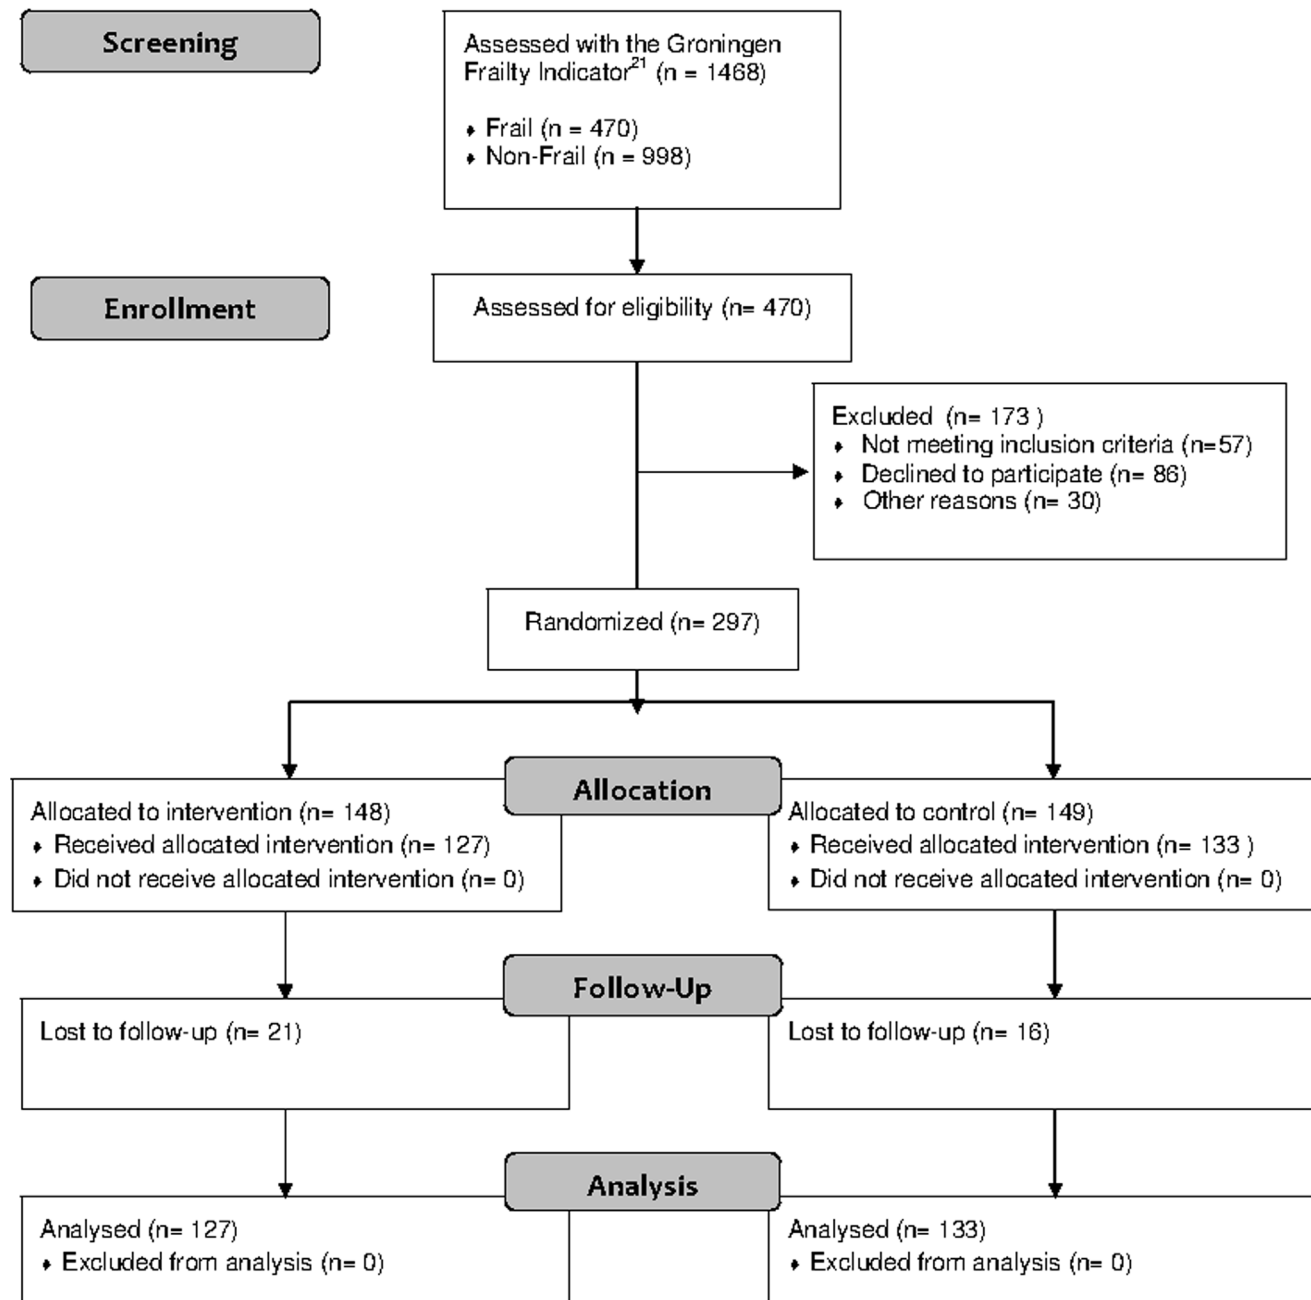 Screening
Assessed with the Groningen
Frailty Indicator21 (n = 1468)
♦ Frail (n = 470)
♦ Non-Frail (n = 998)
Enrollment
Assessed for eligibility (n= 470)
Excluded (n= 173 )
♦ Not meeting inclusion criteria (n=57)
♦ Declined to participate (n= 86)
♦ Other reasons (n= 30)
Randomized (n= 297)
Allocation
Allocated to intervention (n= 148)
♦ Received allocated intervention (n= 127)
♦ Did not receive allocated intervention (n= 0)
Allocated to control (n= 149)
♦ Received allocated intervention (n= 133 )
♦ Did not receive allocated intervention (n= 0)
Follow-Up
Lost to follow-up (n= 21)
Lost to follow-up (n= 16)
Analysis
Analysed (n= 127)
♦ Excluded from analysis (n= 0)
Analysed (n= 133)
♦ Excluded from analysis (n= 0)